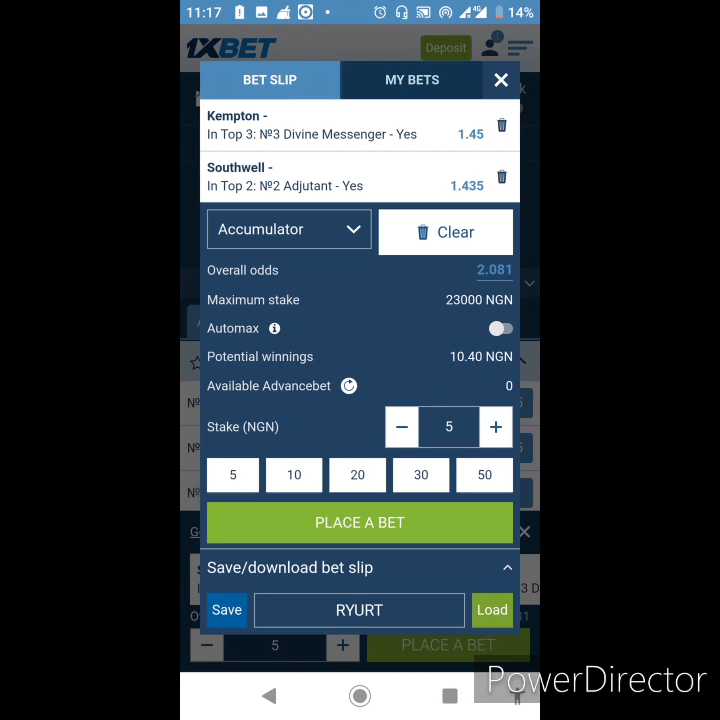 11:17
4G
14%
1XBET
Deposit
BET SLIP
MY BETS
k
Kempton -
In Top 3: №3 Divine Messenger - Yes
1.45
Southwell -
In Top 2: №2 Adjutant - Yes
1.435
Accumulator
Clear
Overall odds
2.081
Maximum stake
23000 NGN
Automax
Potential winnings
10.40 NGN
Available Advancebet
0
Stake (NGN)
5
5 10 20 30 50
PLACE A BET
Save/download bet slip
Save
RYURT
Load
5
PLACE A BET
PowerDirector